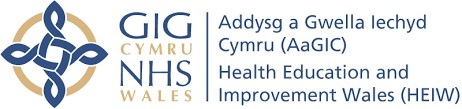 GIG
CYMRU
NHS
WALES
Addysg a Gwella Iechyd
Cymru (AaGIC)
Health Education and
Improvement Wales (HEIW)